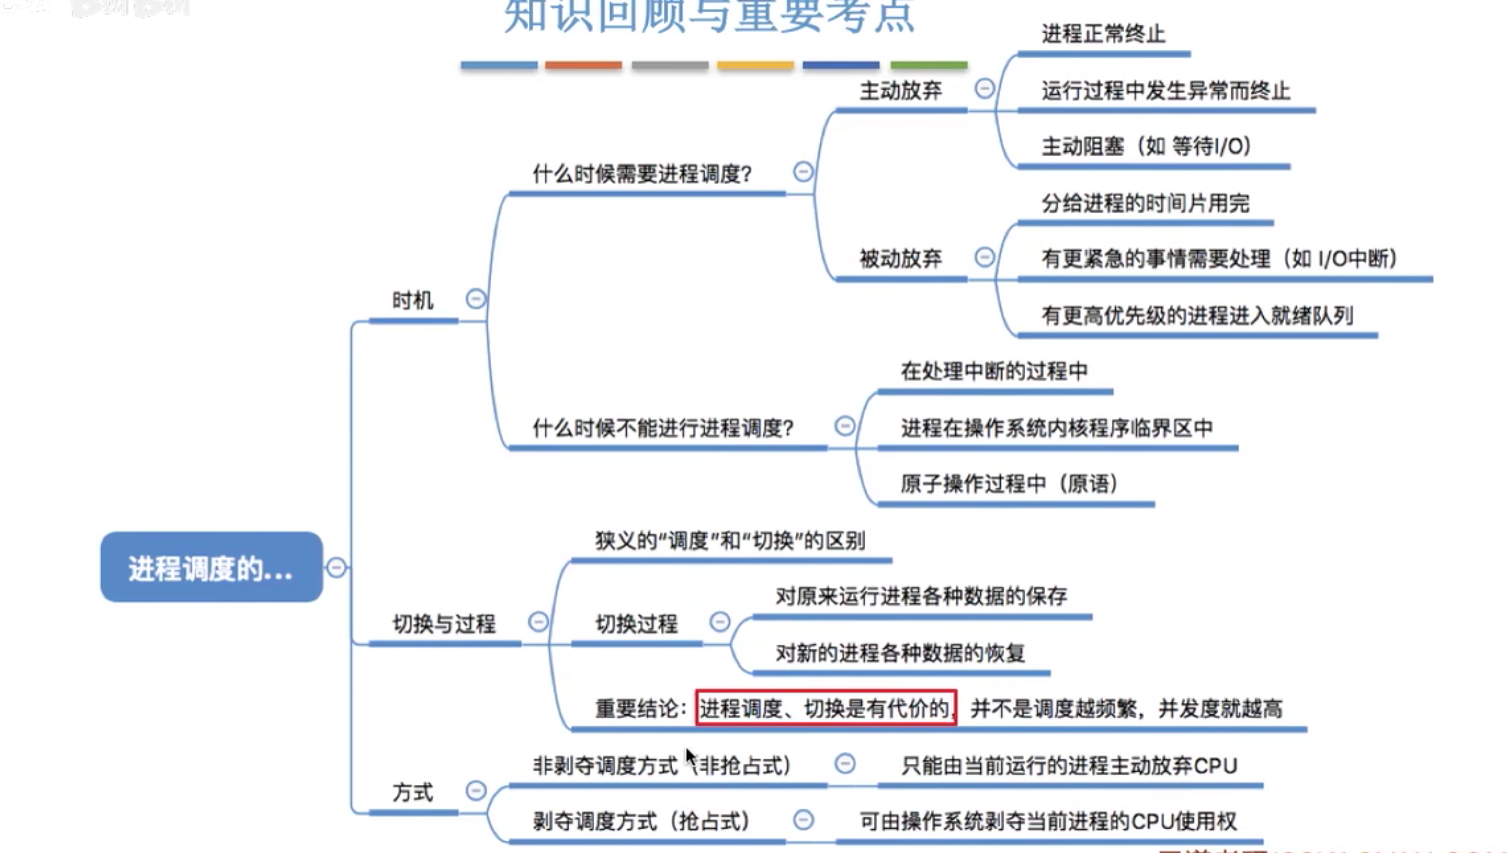 知识回顾与重要考点
进程正常终止
主动放弃
运行过程中发生异常而终止
主动阻塞（如 等待I/O）
什么时候需要进程调度?
分给进程的时间片用完
被动放弃
有更紧急的事情需要处理（如 I/O中断）
有更高优先级的进程进入就绪队列
时机
在处理中断的过程中
什么时候不能进行进程调度?
进程在操作系统内核程序临界区中
原子操作过程中（原语）
进程调度的...
狭义的“调度”和“切换”的区别
对原来运行进程各种数据的保存
切换与过程
切换过程
对新的进程各种数据的恢复
重要结论：进程调度、切换是有代价的，并不是调度越频繁，并发度就越高
非剥夺调度方式（非抢占式）
只能由当前运行的进程主动放弃CPU
方式
剥夺调度方式（抢占式）
可由操作系统剥夺当前进程的CPU使用权